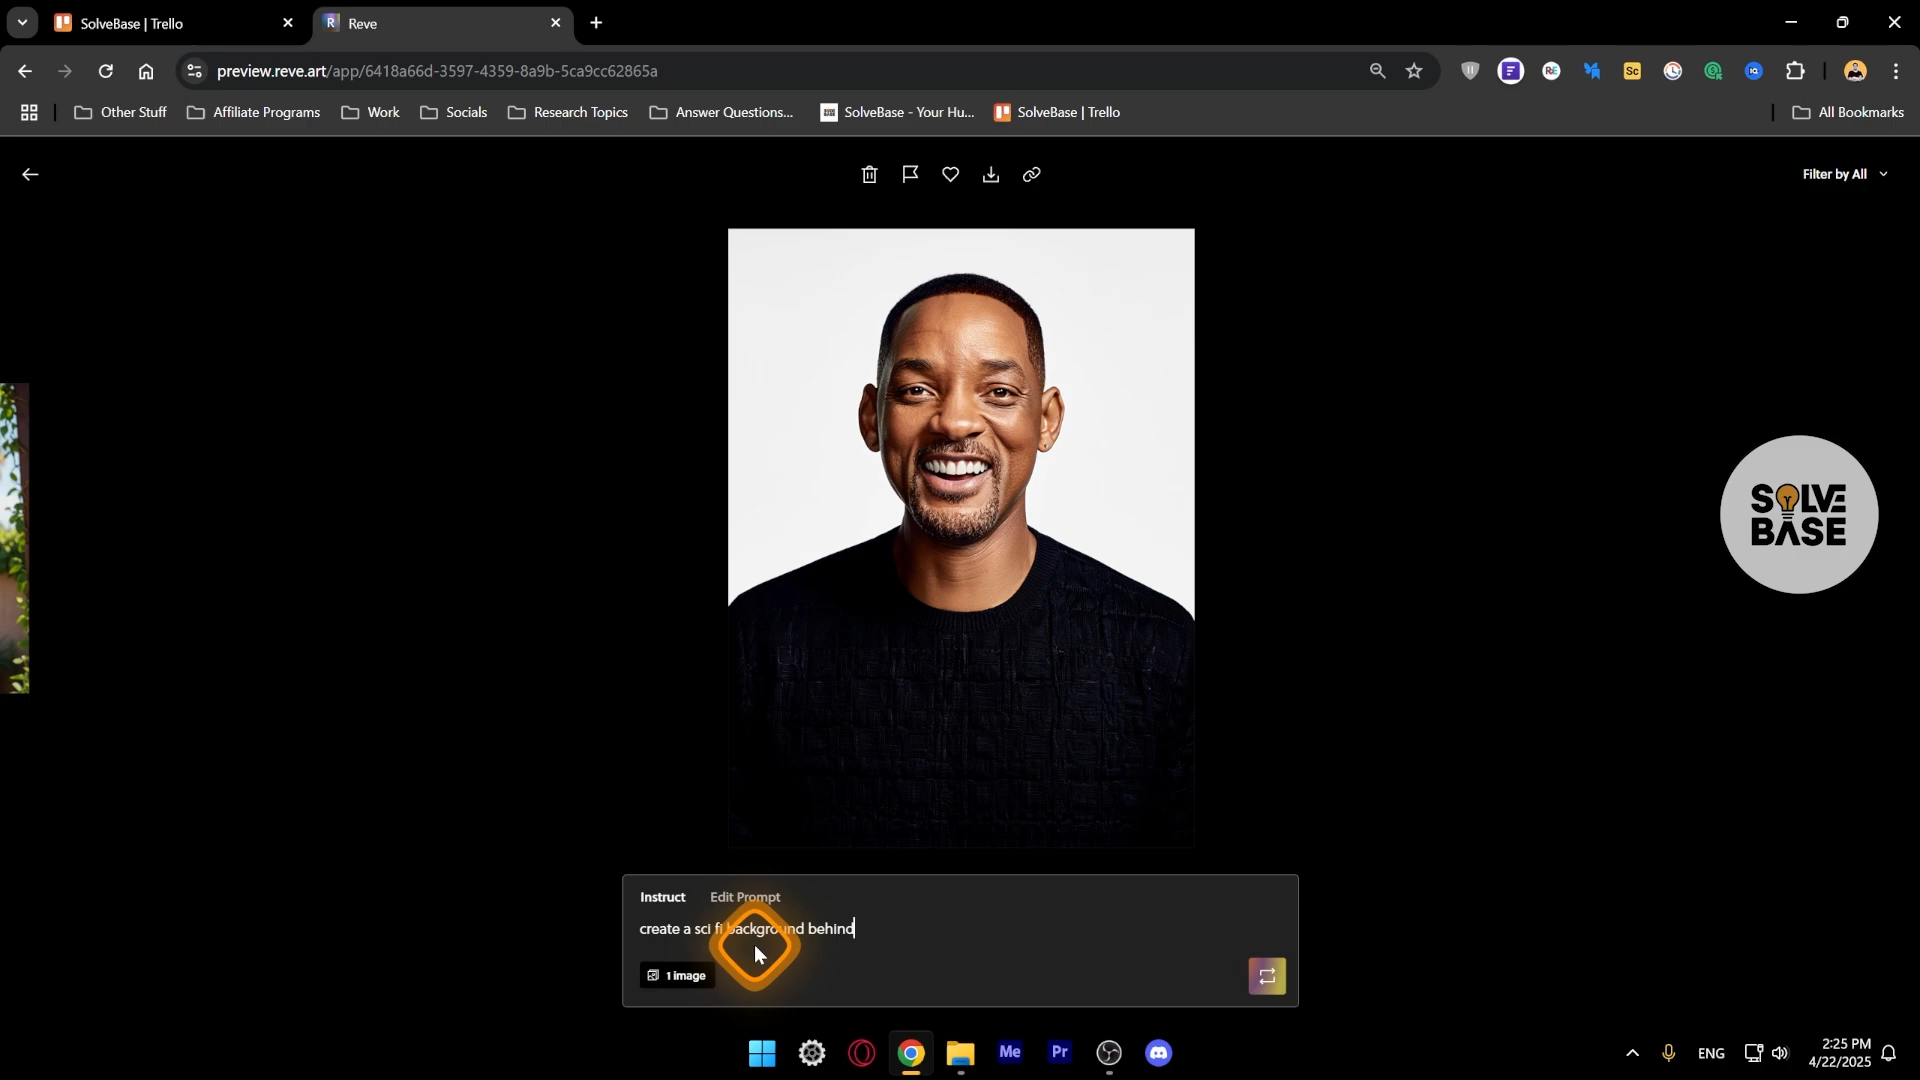 SolveBase | Trello
Reve
preview.reve.art/app/6418a66d-3597-4359-8a9b-5ca9cc62865a
Other Stuff
Affiliate Programs
Work
Socials
Research Topics
Answer Questions...
SolveBase - Your Hu...
SolveBase | Trello
All Bookmarks
Filter by All
SOLVE
BASE
Instruct Edit Prompt
create a sci fi background behind
1 image
Me
Pr
ENG
2:25 PM
4/22/2025